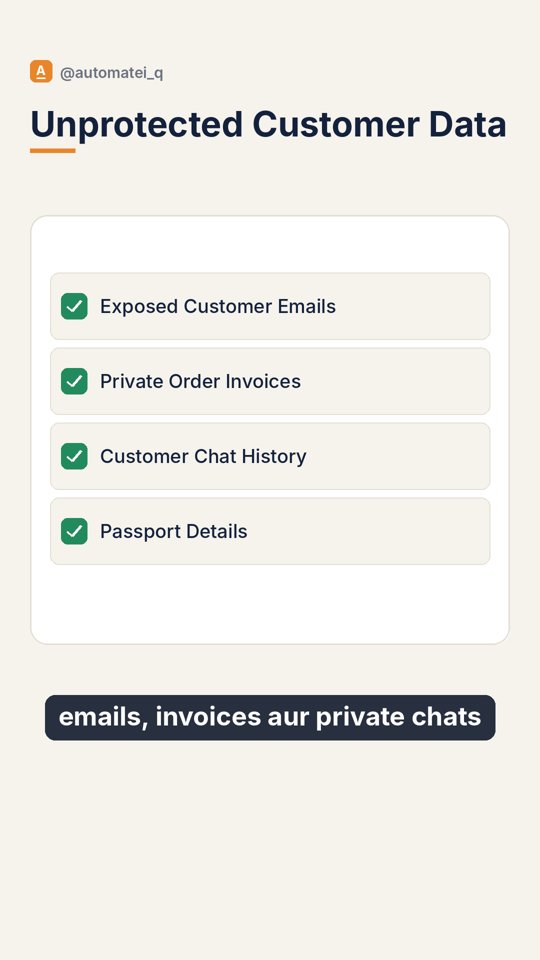 A
@automatei_q
Unprotected Customer Data
Exposed Customer Emails
Private Order Invoices
Customer Chat History
Passport Details
emails, invoices aur private chats